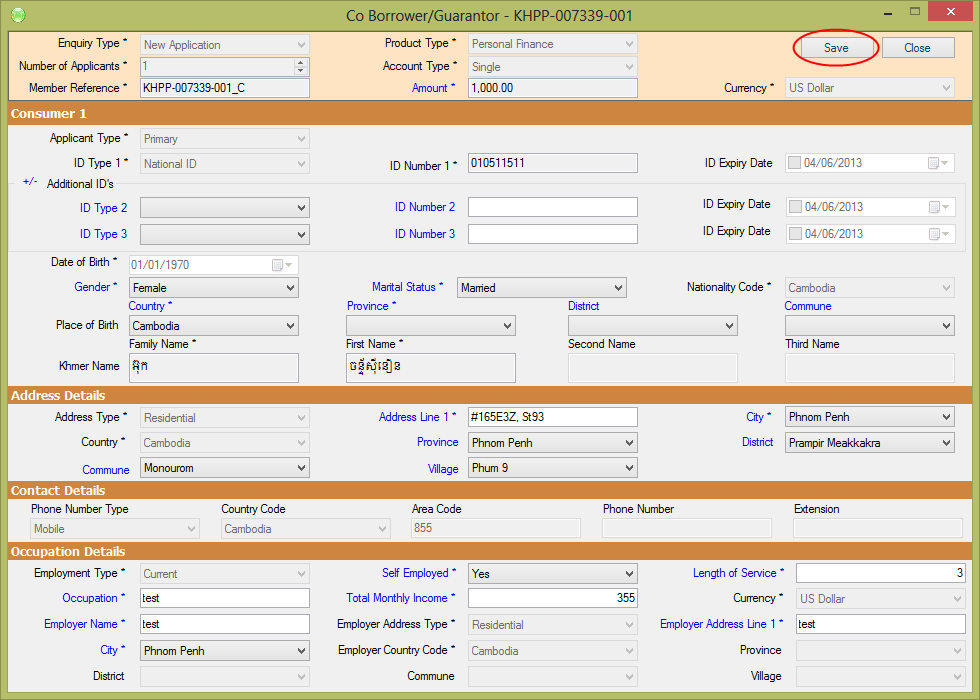 Co Borrower/Guarantor - KHPP-007339-001
Enquiry Type * New Application Product Type * Personal Finance Save Close
Number of Applicants * 1 Account Type * Single
Member Reference * KHPP-007339-001_C Amount * 1,000.00 Currency * US Dollar
Consumer 1
Applicant Type * Primary
ID Type 1 * National ID ID Number 1 * 010511511 ID Expiry Date 04/06/2013
+/- Additional ID's
ID Type 2 ID Number 2 ID Expiry Date 04/06/2013
ID Type 3 ID Number 3 ID Expiry Date 04/06/2013
Date of Birth * 01/01/1970
Gender * Female Marital Status * Married Nationality Code * Cambodia
Country * Province * District Commune
Place of Birth Cambodia
Family Name * First Name * Second Name Third Name
Khmer Name អ៊ុក ចន្ទ័ស៊ីនឿន
Address Details
Address Type * Residential Address Line 1 * #165E3Z, St93 City * Phnom Penh
Country * Cambodia Province Phnom Penh District Prampir Meakkakra
Commune Monourom Village Phum 9
Contact Details
Phone Number Type Country Code Area Code Phone Number Extension
Mobile Cambodia 855
Occupation Details
Employment Type * Current Self Employed * Yes Length of Service * 3
Occupation * test Total Monthly Income * 355 Currency * US Dollar
Employer Name * test Employer Address Type * Residential Employer Address Line 1 * test
City * Phnom Penh Employer Country Code * Cambodia Province
District Commune Village